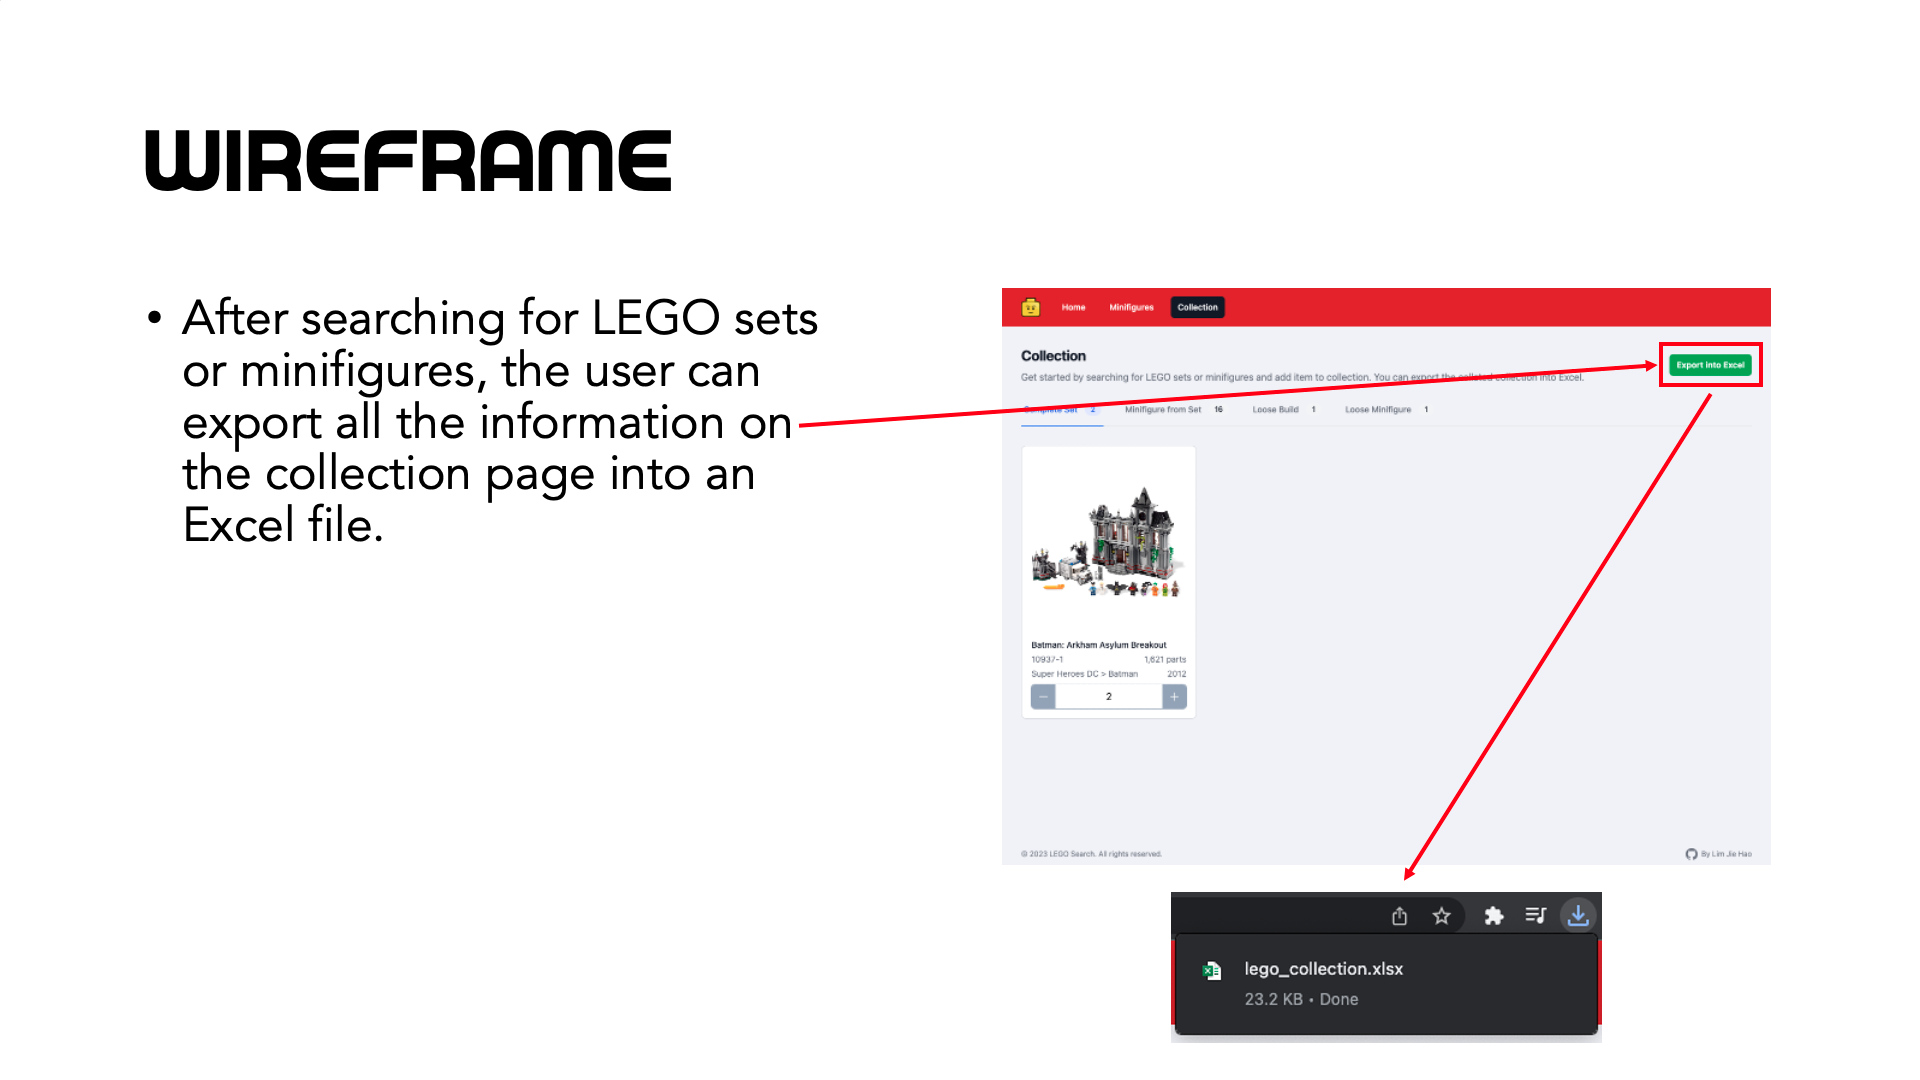 WIREFRAME
• After searching for LEGO sets
or minifigures, the user can
export all the information on
the collection page into an
Excel file.
Home Minifigures Collection
Collection
Export into Excel
Get started by searching for LEGO sets or minifigures and add item to collection. You can export the collated collection into Excel.
Complete Set 2 Minifigure from Set 16 Loose Build 1 Loose Minifigure 1
Batman: Arkham Asylum Breakout
10937-1 1,621 parts
Super Heroes DC > Batman 2012
− 2 +
© 2023 LEGO Search. All rights reserved. By Lim Jie Hao
lego_collection.xlsx
23.2 KB • Done